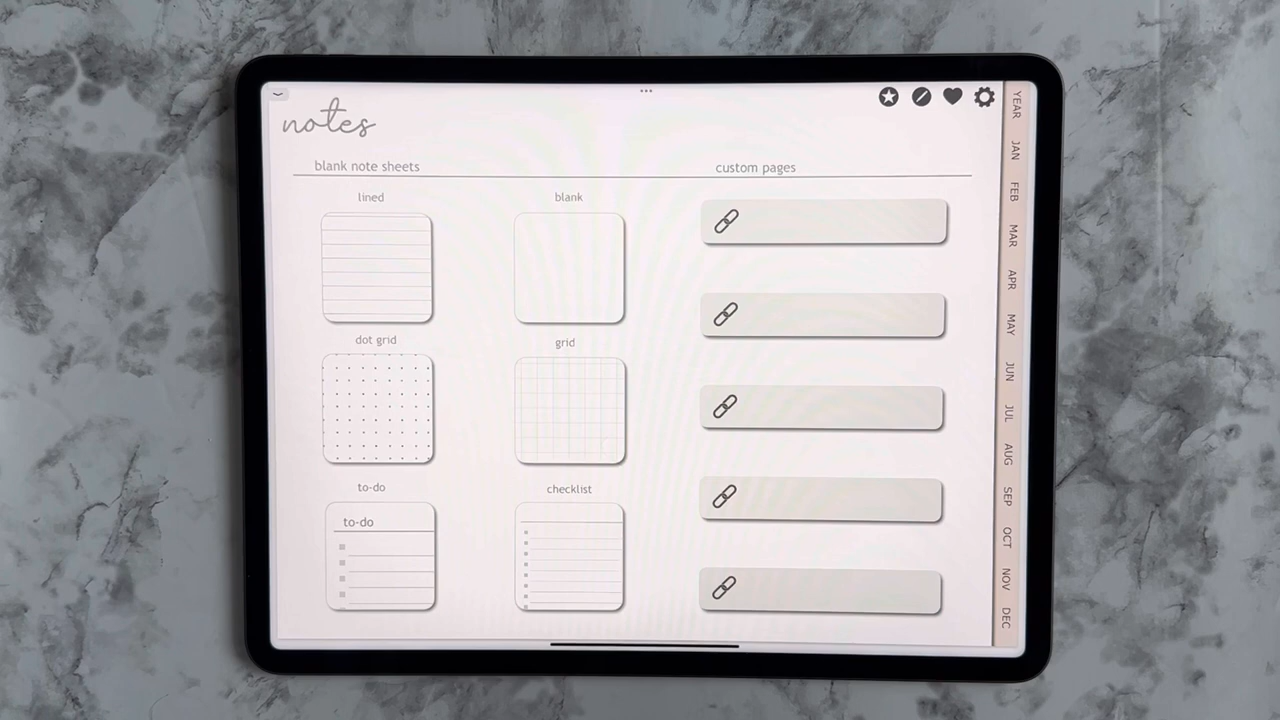 notes
blank note sheets
custom pages
lined
blank
dot grid
grid
to-do
checklist
to-do
YEAR
JAN
FEB
MAR
APR
MAY
JUN
JUL
AUG
SEP
OCT
NOV
DEC